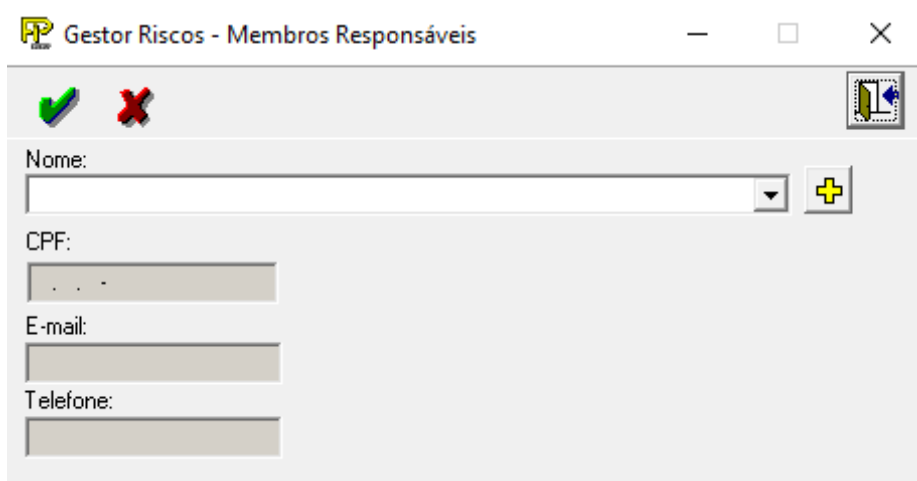 Gestor Riscos - Membros Responsáveis
Nome:
CPF:
. . -
E-mail:
Telefone: